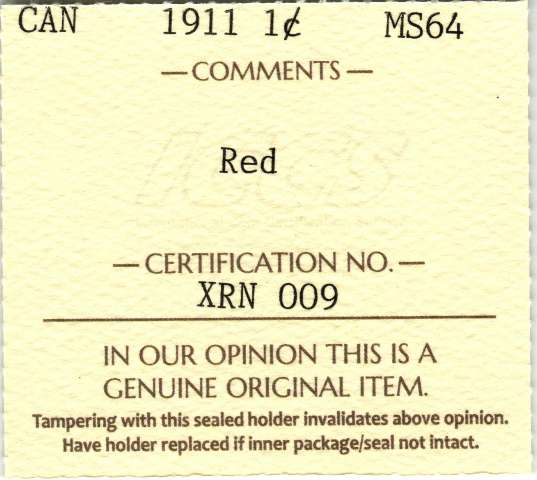 CAN 1911 1¢ MS64
— COMMENTS —
ICCS
Red
— CERTIFICATION NO. —
XRN 009
IN OUR OPINION THIS IS A
GENUINE ORIGINAL ITEM.
Tampering with this sealed holder invalidates above opinion.
Have holder replaced if inner package/seal not intact.